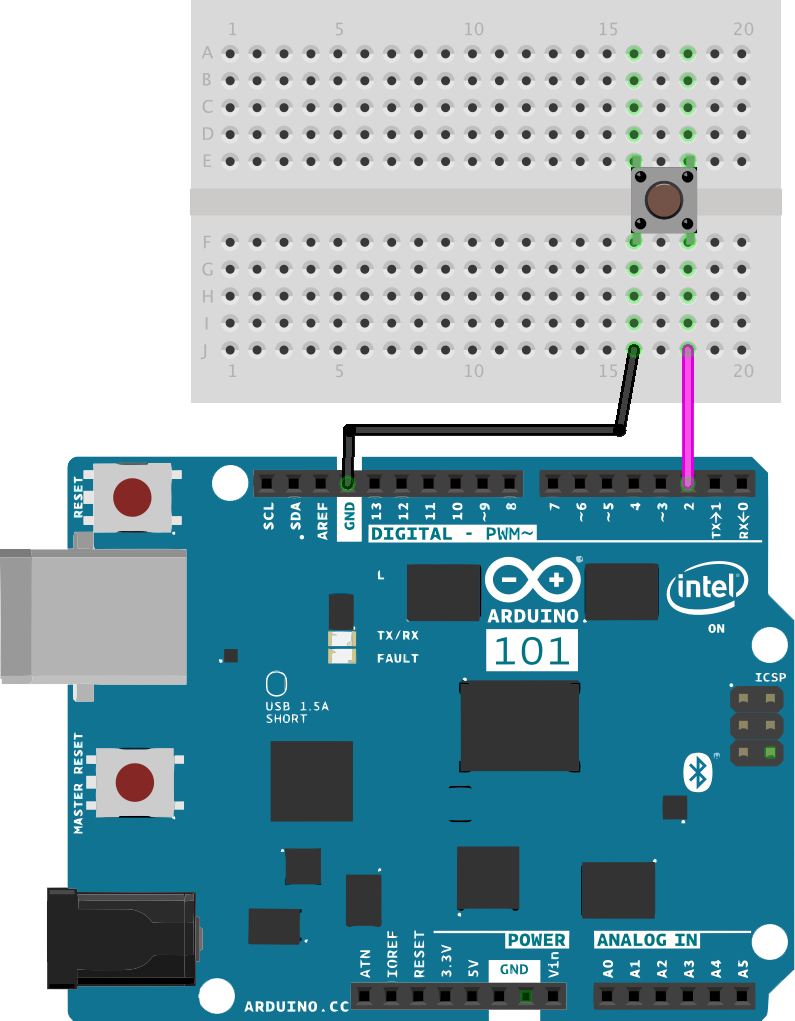 1 5 10 15 20
A
B
C
D
E
F
G
H
I
J
1 5 10 15 20
RESET
SCL
SDA
AREF
GND
13
12
11
10
~9
8
7
~6
~5
4
~3
2
TX→1
RX←0
DIGITAL - PWM~
L
ARDUINO
intel
®
TX/RX
FAULT
101
ON
ICSP
USB 1.5A
SHORT
MASTER RESET
POWER
ANALOG IN
ATN
IOREF
RESET
3.3V
5V
GND
Vin
A0
A1
A2
A3
A4
A5
ARDUINO.CC